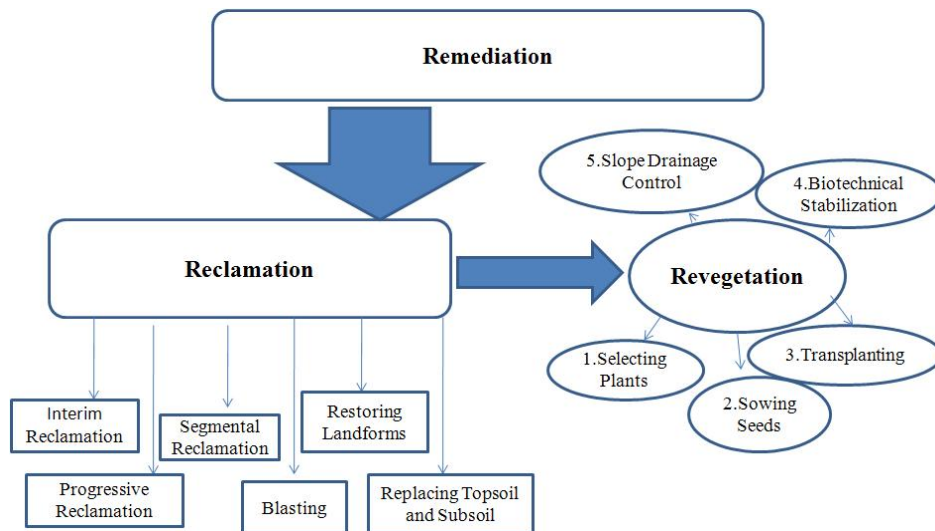 Remediation
5.Slope Drainage
Control
4.Biotechnical
Stabilization
Reclamation
Revegetation
1.Selecting
Plants
2.Sowing
Seeds
3.Transplanting
Interim
Reclamation
Segmental
Reclamation
Restoring
Landforms
Progressive
Reclamation
Blasting
Replacing Topsoil
and Subsoil